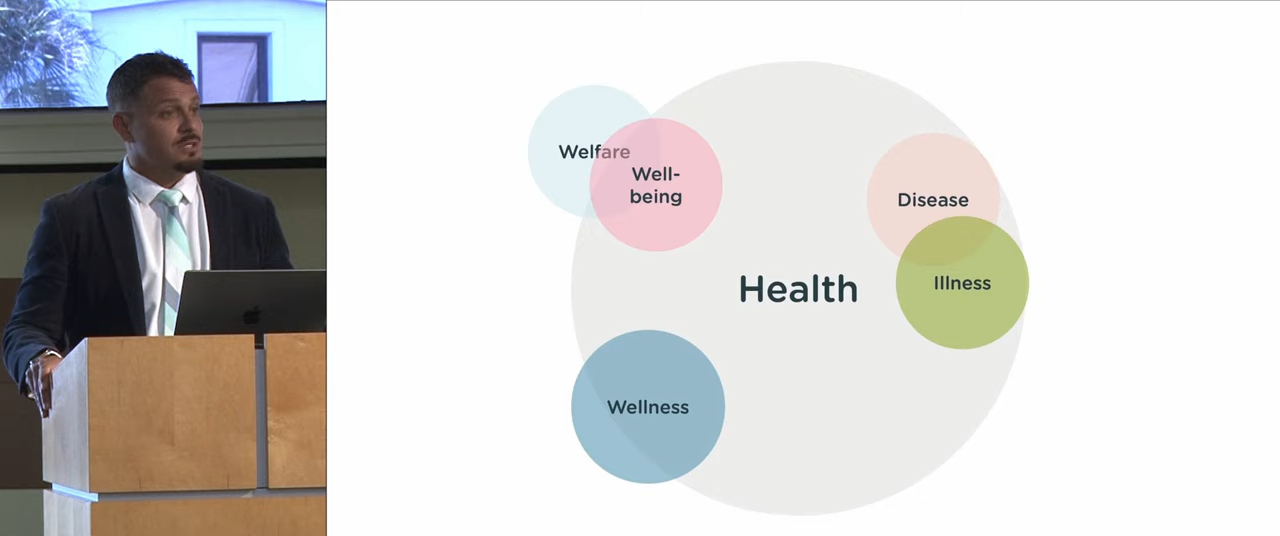 Welfare
Well-
being
Disease
Health
Illness
Wellness